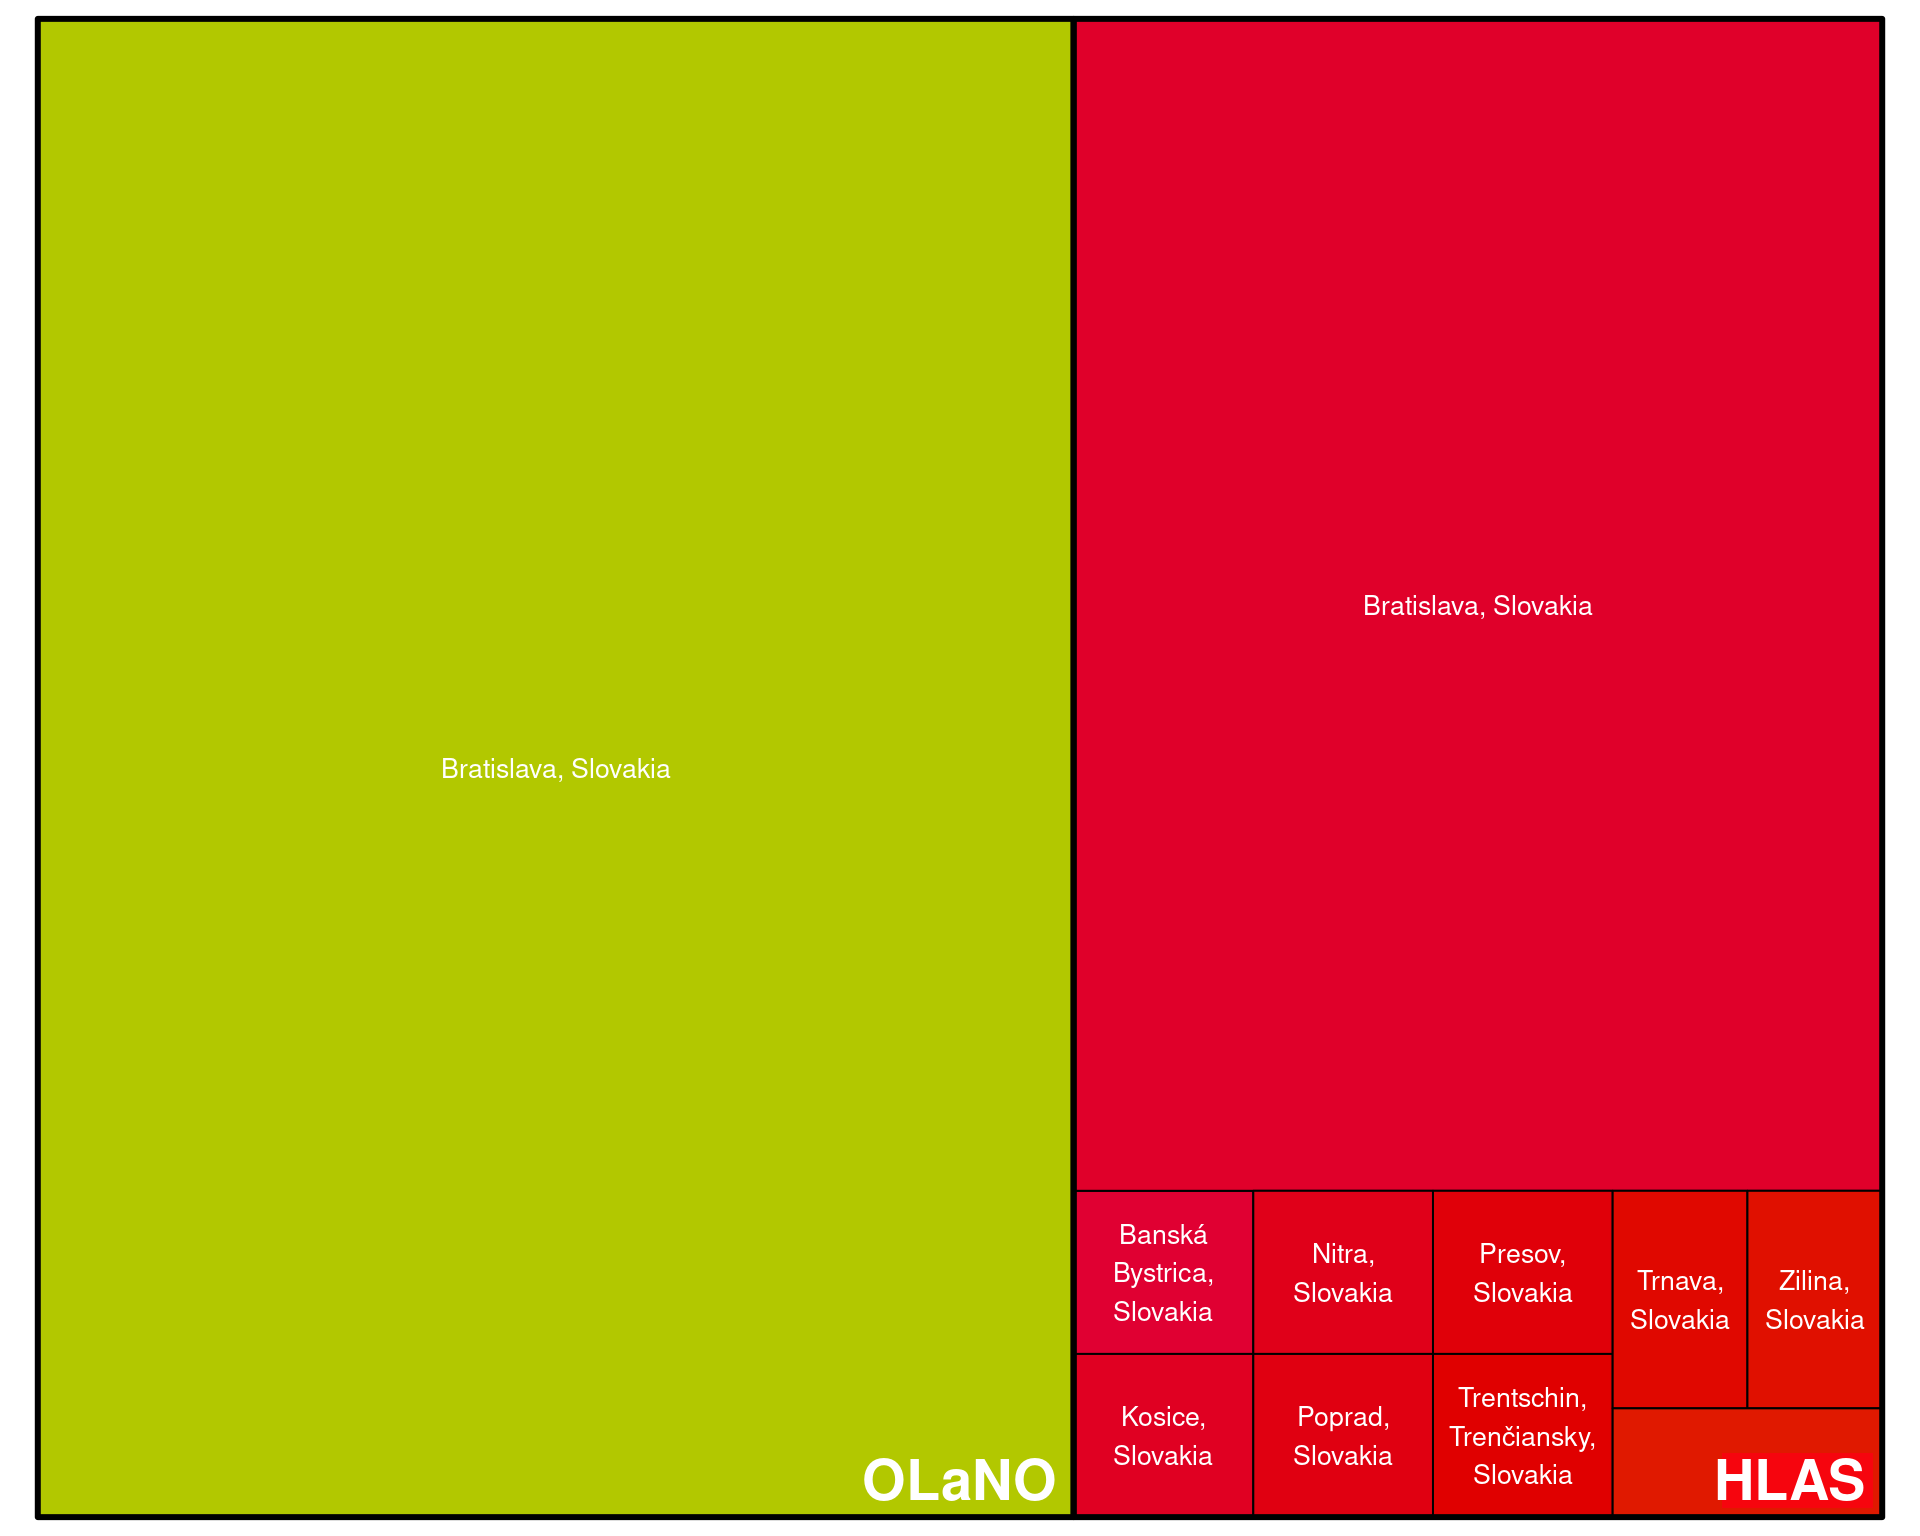 Bratislava, Slovakia
OLaNO
Bratislava, Slovakia
Banská
Bystrica,
Slovakia
Nitra,
Slovakia
Presov,
Slovakia
Trnava,
Slovakia
Zilina,
Slovakia
Kosice,
Slovakia
Poprad,
Slovakia
Trentschin,
Trenčiansky,
Slovakia
HLAS